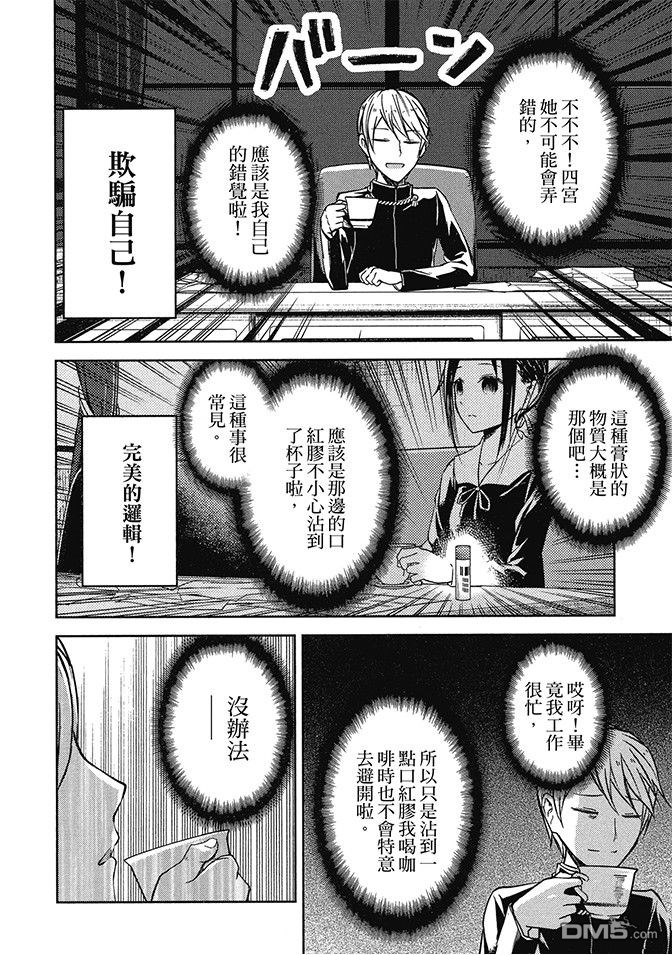 バーン
不不不！四宮
她不可能會弄
錯的，
應該是我自己
的錯覺啦！
欺騙自己！
這種膏狀的
物質大概是
那個吧…
應該是那邊的口
紅膠不小心沾到
了杯子啦，
這種事很
常見。
完美的邏輯！
哎呀！畢
竟我工作
很忙，
所以只是沾到一
點口紅膠我喝咖
啡時也不會特意
去避開啦。
沒辦法
——
DM5.com